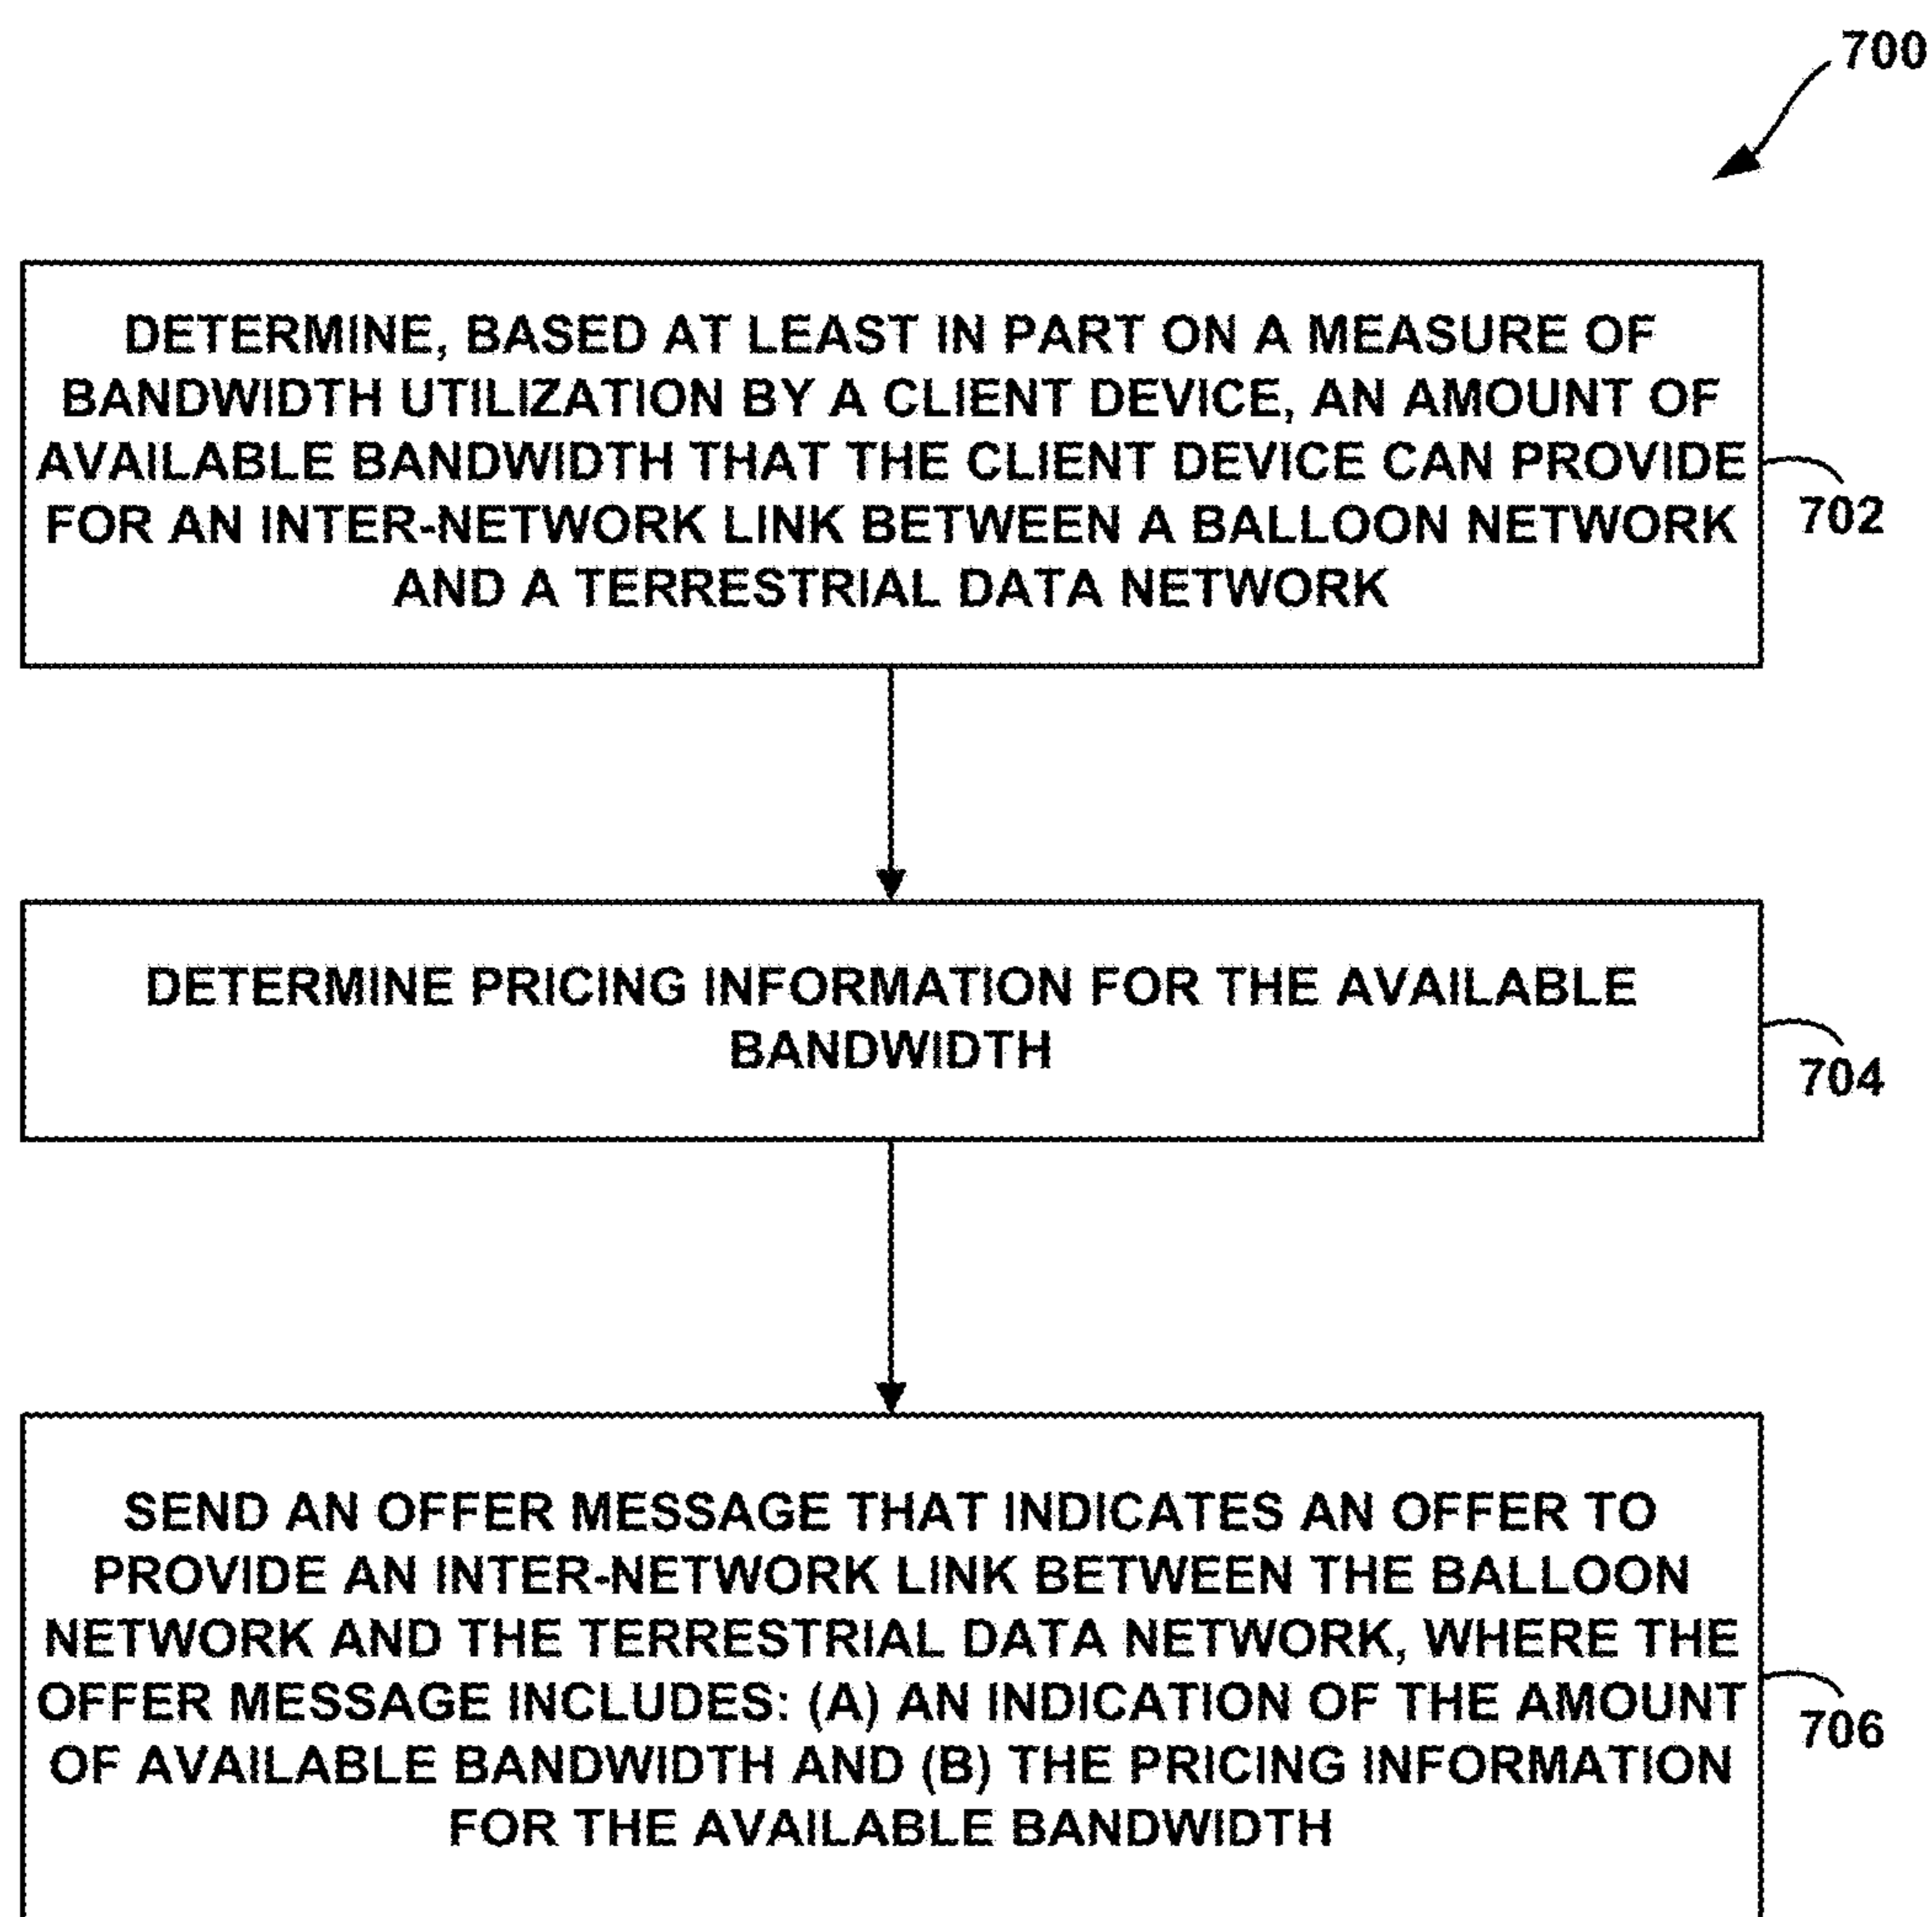 700
DETERMINE, BASED AT LEAST IN PART ON A MEASURE OF
BANDWIDTH UTILIZATION BY A CLIENT DEVICE, AN AMOUNT OF
AVAILABLE BANDWIDTH THAT THE CLIENT DEVICE CAN PROVIDE
FOR AN INTER-NETWORK LINK BETWEEN A BALLOON NETWORK
AND A TERRESTRIAL DATA NETWORK
702
DETERMINE PRICING INFORMATION FOR THE AVAILABLE
BANDWIDTH
704
SEND AN OFFER MESSAGE THAT INDICATES AN OFFER TO
PROVIDE AN INTER-NETWORK LINK BETWEEN THE BALLOON
NETWORK AND THE TERRESTRIAL DATA NETWORK, WHERE THE
OFFER MESSAGE INCLUDES: (A) AN INDICATION OF THE AMOUNT
OF AVAILABLE BANDWIDTH AND (B) THE PRICING INFORMATION
FOR THE AVAILABLE BANDWIDTH
706